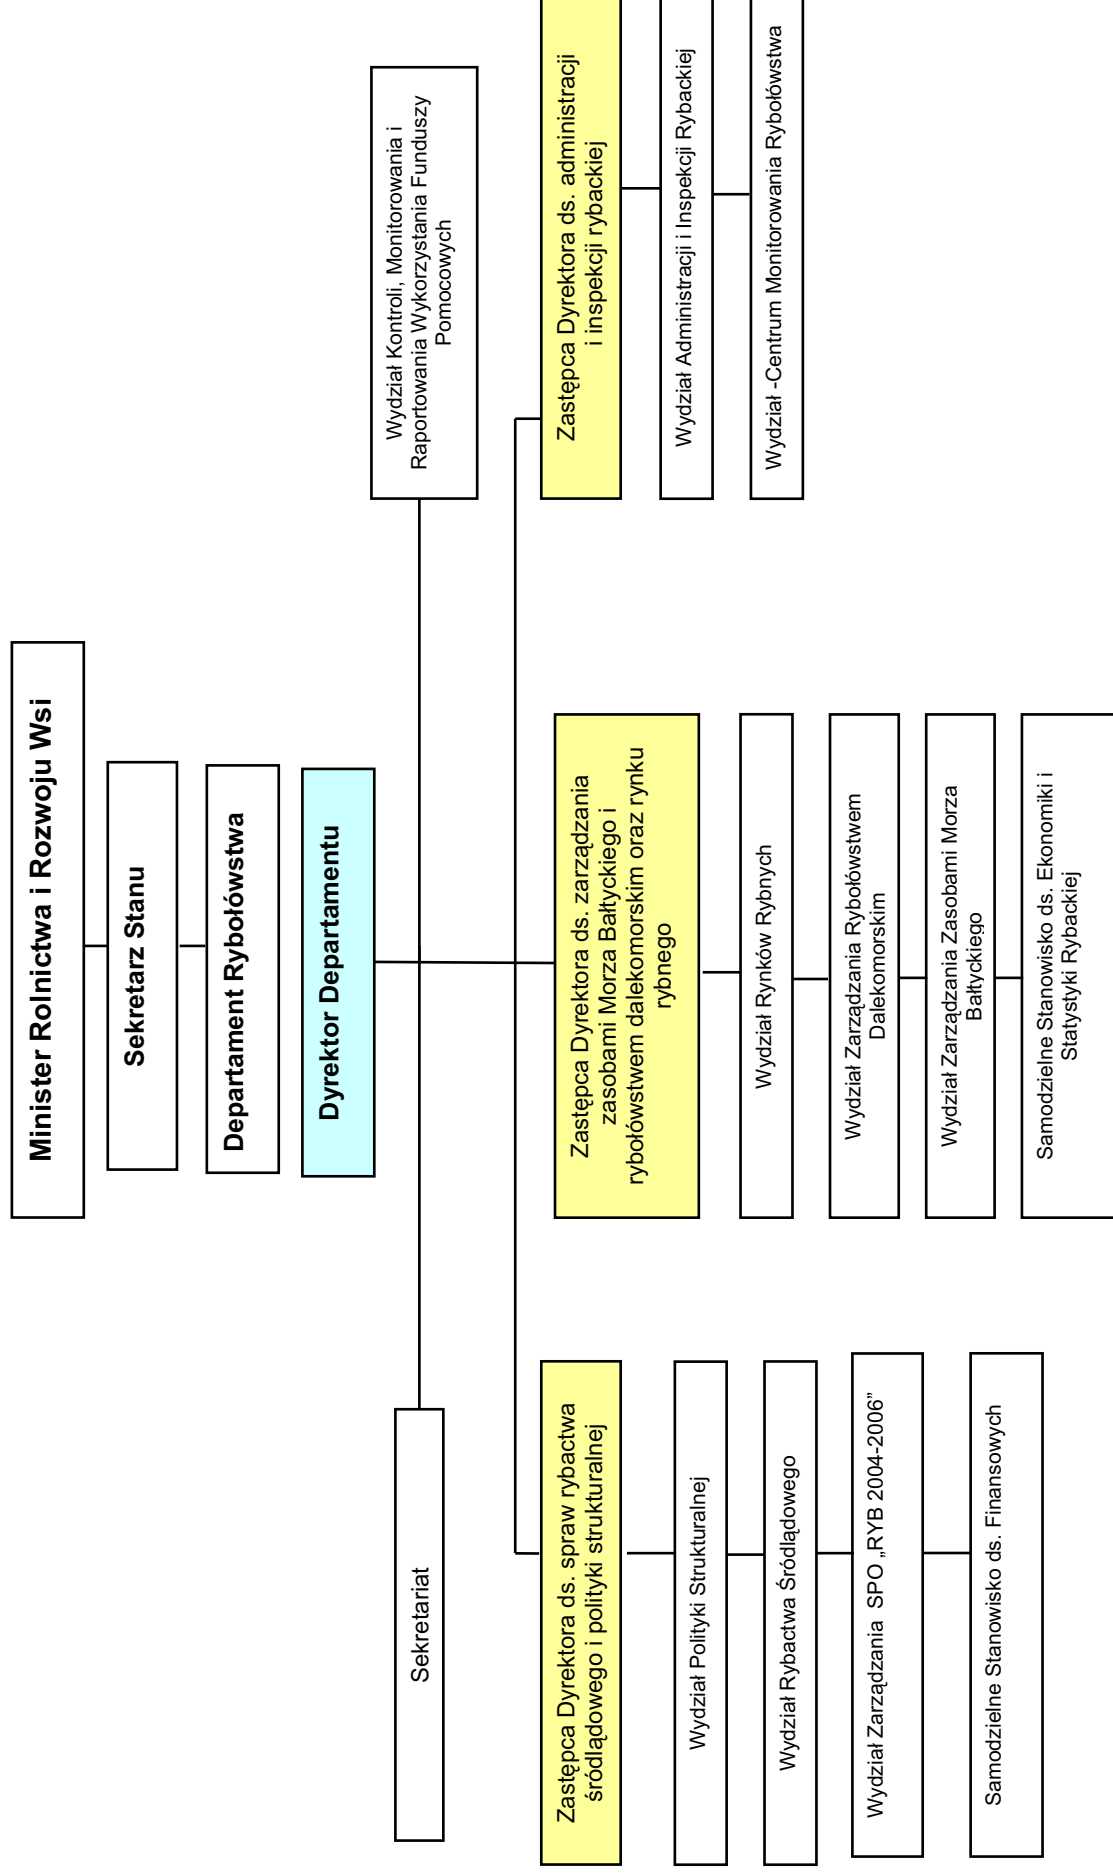 Minister Rolnictwa i Rozwoju Wsi
Sekretarz Stanu
Departament Rybołówstwa
Dyrektor Departamentu
Sekretariat
Wydział Kontroli, Monitorowania i
Raportowania Wykorzystania Funduszy
Pomocowych
Zastępca Dyrektora ds. spraw rybactwa
śródlądowego i polityki strukturalnej
Wydział Polityki Strukturalnej
Wydział Rybactwa Śródlądowego
Wydział Zarządzania SPO „RYB 2004-2006”
Samodzielne Stanowisko ds. Finansowych
Zastępca Dyrektora ds. zarządzania
zasobami Morza Bałtyckiego i
rybołówstwem dalekomorskim oraz rynku
rybnego
Wydział Rynków Rybnych
Wydział Zarządzania Rybołówstwem
Dalekomorskim
Wydział Zarządzania Zasobami Morza
Bałtyckiego
Samodzielne Stanowisko ds. Ekonomiki i
Statystyki Rybackiej
Zastępca Dyrektora ds. administracji
i inspekcji rybackiej
Wydział Administracji i Inspekcji Rybackiej
Wydział -Centrum Monitorowania Rybołówstwa